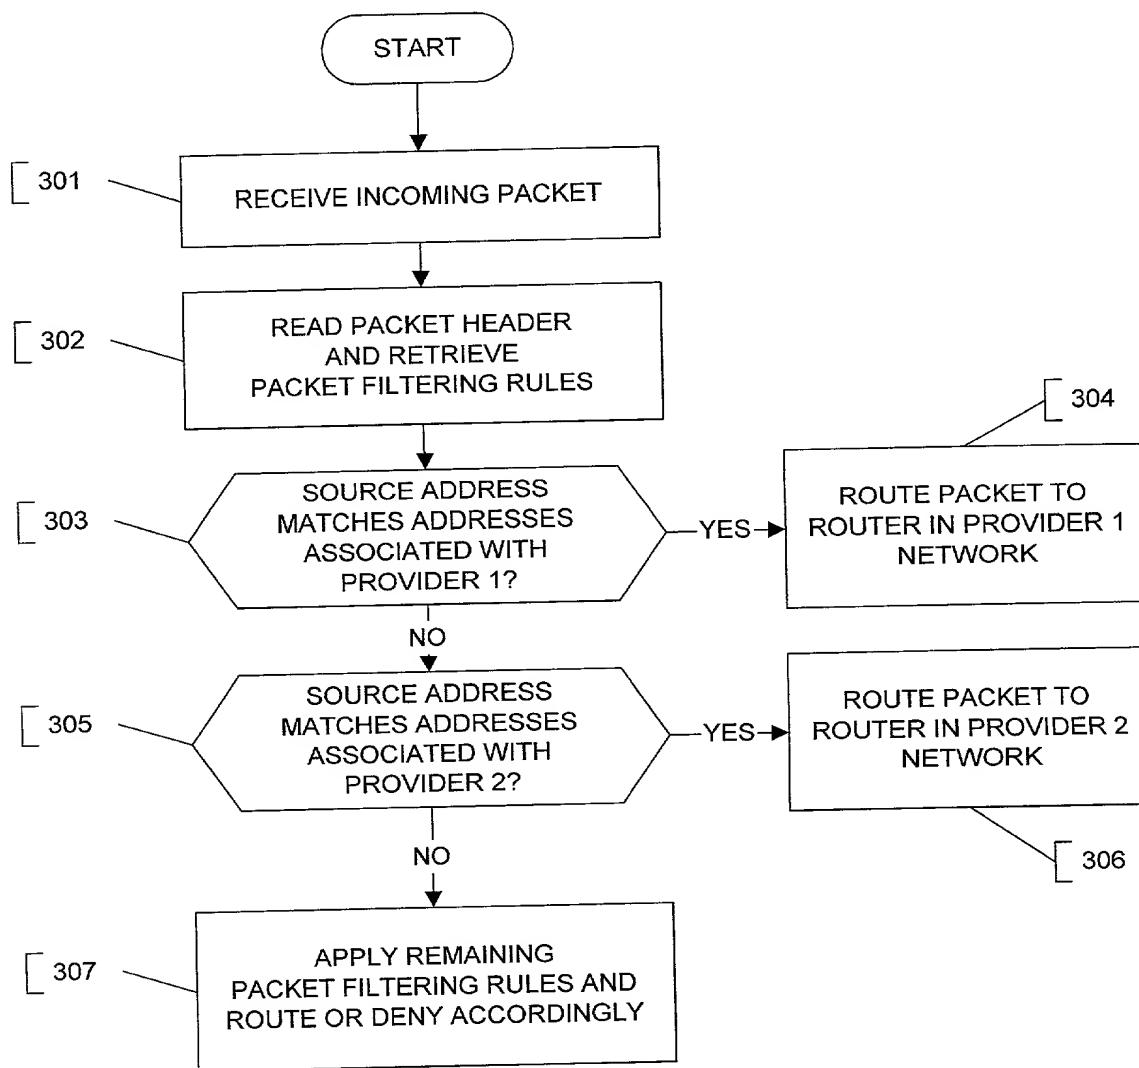 START
301
RECEIVE INCOMING PACKET
302
READ PACKET HEADER
AND RETRIEVE
PACKET FILTERING RULES
304
303
SOURCE ADDRESS
MATCHES ADDRESSES
ASSOCIATED WITH
PROVIDER 1?
YES
ROUTE PACKET TO
ROUTER IN PROVIDER 1
NETWORK
NO
305
SOURCE ADDRESS
MATCHES ADDRESSES
ASSOCIATED WITH
PROVIDER 2?
YES
ROUTE PACKET TO
ROUTER IN PROVIDER 2
NETWORK
306
NO
307
APPLY REMAINING
PACKET FILTERING RULES AND
ROUTE OR DENY ACCORDINGLY